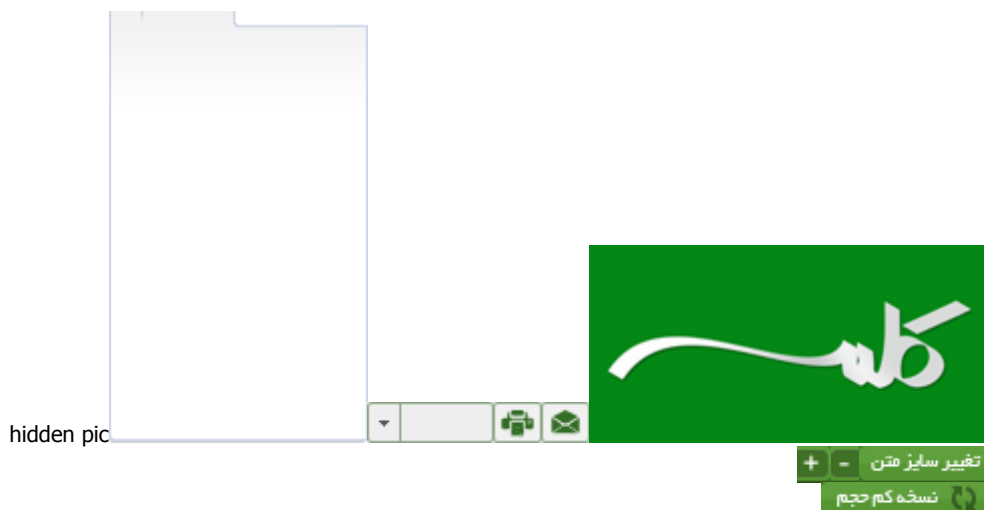 hidden pic
کلمه
تغییر سایز متن - +
نسخه کم حجم